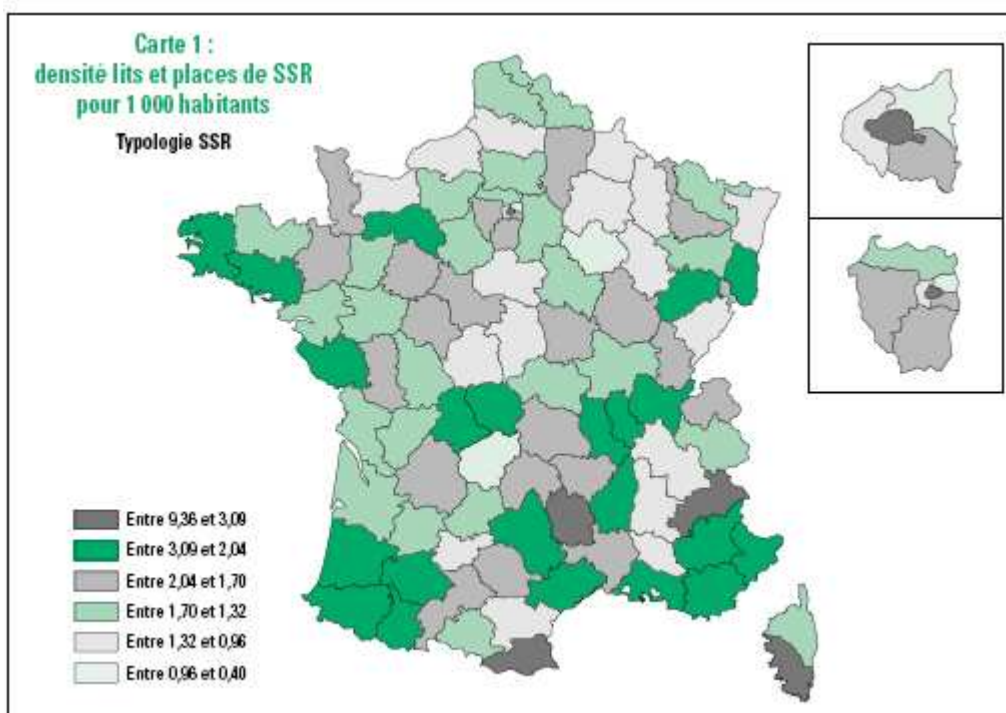 Carte 1 :
densité lits et places de SSR
pour 1 000 habitants
Typologie SSR
Entre 9,36 et 3,09
Entre 3,09 et 2,04
Entre 2,04 et 1,70
Entre 1,70 et 1,32
Entre 1,32 et 0,96
Entre 0,96 et 0,40